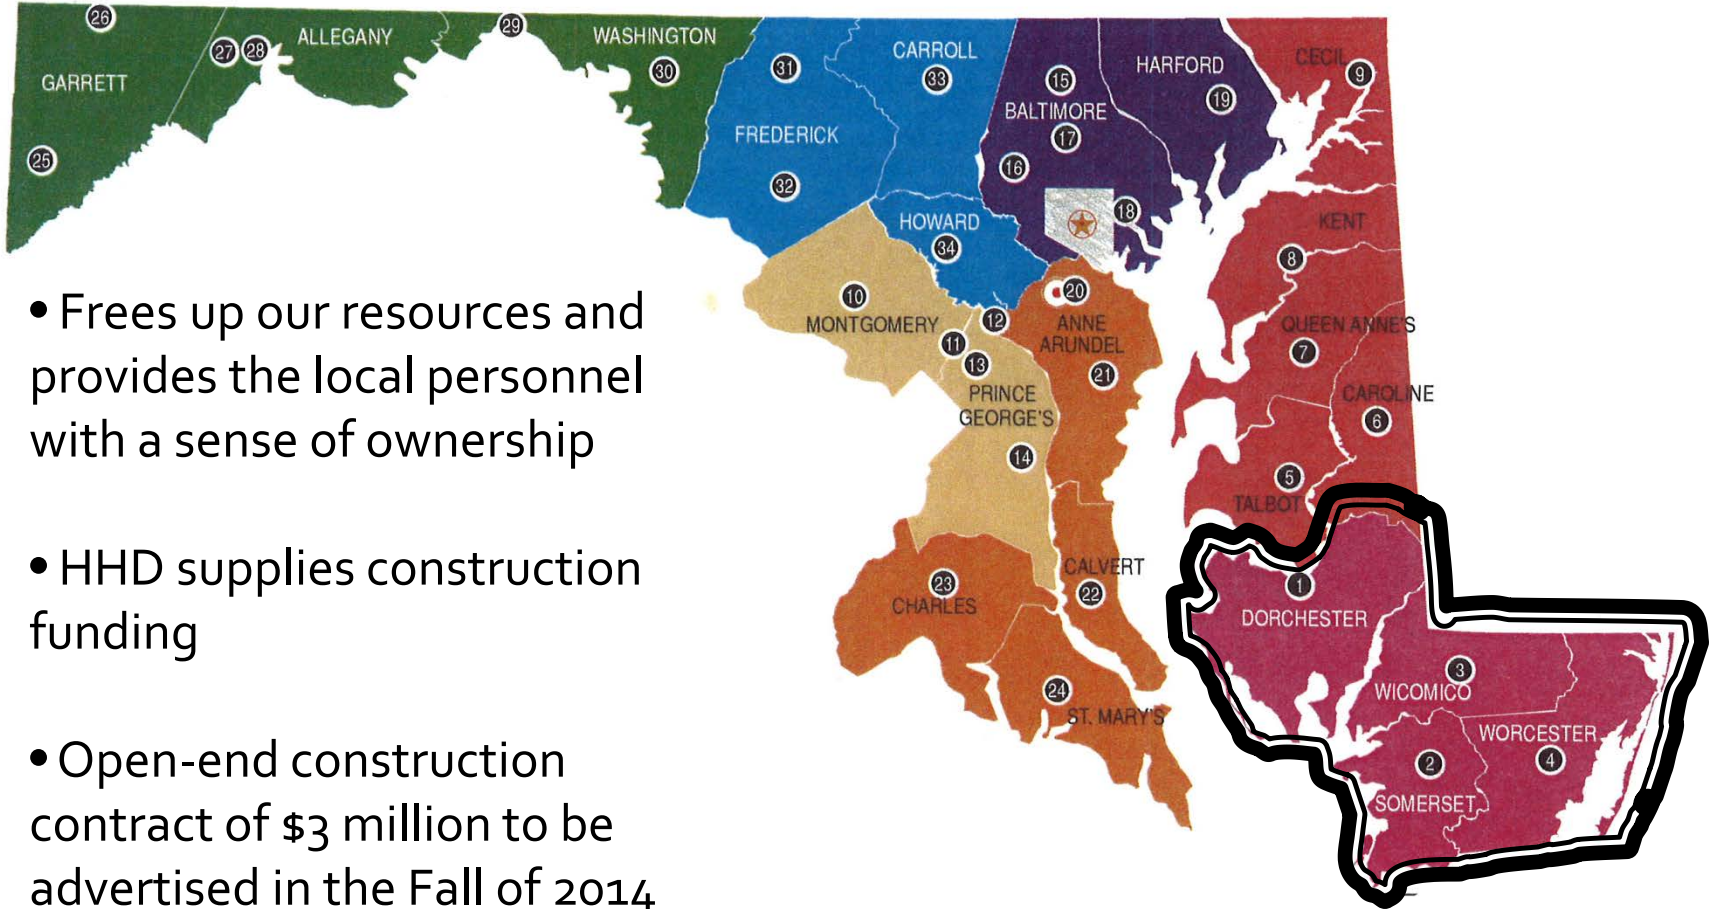 26
29
ALLEGANY
WASHINGTON
CARROLL
CECIL
27
28
31
33
15
HARFORD
9
GARRETT
30
19
BALTIMORE
FREDERICK
17
25
16
32
18
HOWARD
KENT
34
8
10
20
MONTGOMERY
12
ANNE
ARUNDEL
QUEEN ANNE'S
11
13
7
21
PRINCE
GEORGE'S
CAROLINE
6
14
5
TALBOT
CALVERT
23
22
1
CHARLES
DORCHESTER
3
24
WICOMICO
ST. MARY'S
WORCESTER
2
4
SOMERSET
• Frees up our resources and
provides the local personnel
with a sense of ownership
• HHD supplies construction
funding
• Open-end construction
contract of $3 million to be
advertised in the Fall of 2014